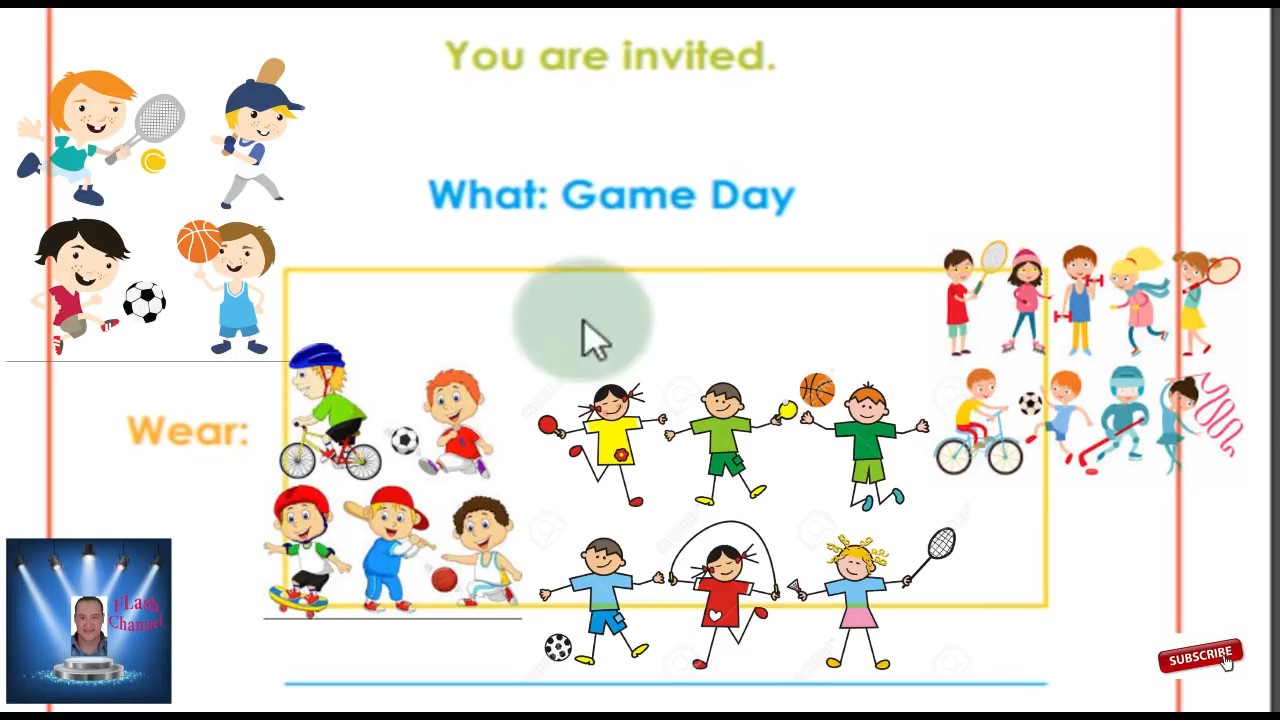 You are invited.
What: Game Day
Wear:
FLash
Channel
SUBSCRIBE